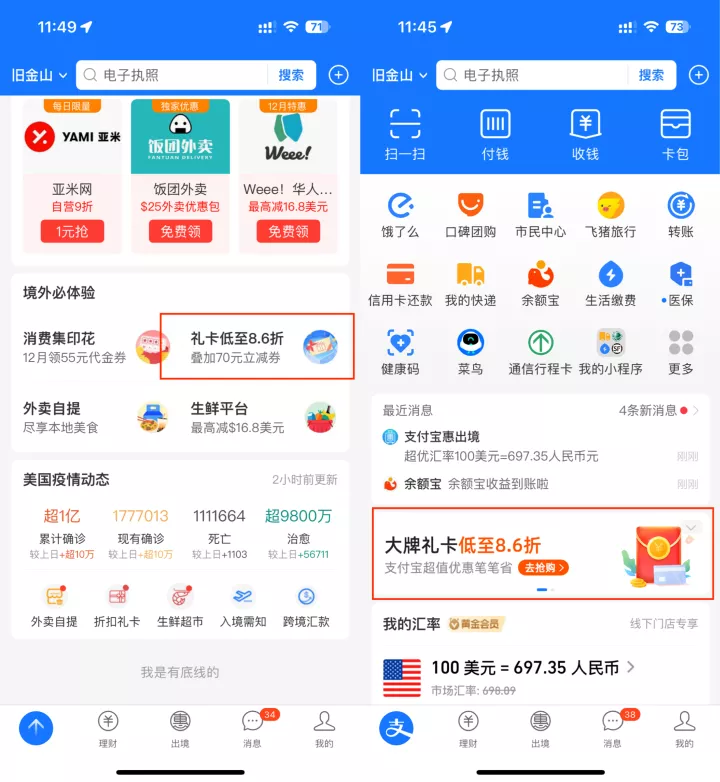 11:49
71
旧金山
电子执照
搜索
每日限量
独家优惠
12月特惠
YAMI 亚米
饭团外卖
FANTUAN DELIVERY
Weee!
亚米网
饭团外卖
Weee！华人...
自营9折
$25外卖优惠包
最高减16.8美元
1元抢
免费领
免费领
境外必体验
消费集印花
12月领55元代金券
礼卡低至8.6折
叠加70元立减券
外卖自提
尽享本地美食
生鲜平台
最高减$16.8美元
美国疫情动态
2小时前更新
超1亿
1777013
1111664
超9800万
累计确诊
现有确诊
死亡
治愈
较上日+超10万
较上日+超10万
较上日+1103
较上日+56711
外卖自提
折扣礼卡
生鲜超市
入境需知
跨境汇款
我是有底线的
34
理财
惠
出境
消息
我的
11:45
73
旧金山
电子执照
搜索
扫一扫
付钱
收钱
卡包
饿了么
口碑团购
市民中心
飞猪旅行
转账
信用卡还款
我的快递
余额宝
生活缴费
医保
健康码
菜鸟
通信行程卡
我的小程序
更多
最近消息
4条新消息
支付宝惠出境
超优汇率100美元=697.35人民币元
刚刚
余额宝
余额宝收益到账啦
刚刚
大牌礼卡低至8.6折
支付宝超值优惠笔笔省
去抢购
我的汇率
黄金会员
线下门店专享
100 美元 = 697.35 人民币
市场汇率: 698.09
支
38
理财
惠
出境
消息
我的